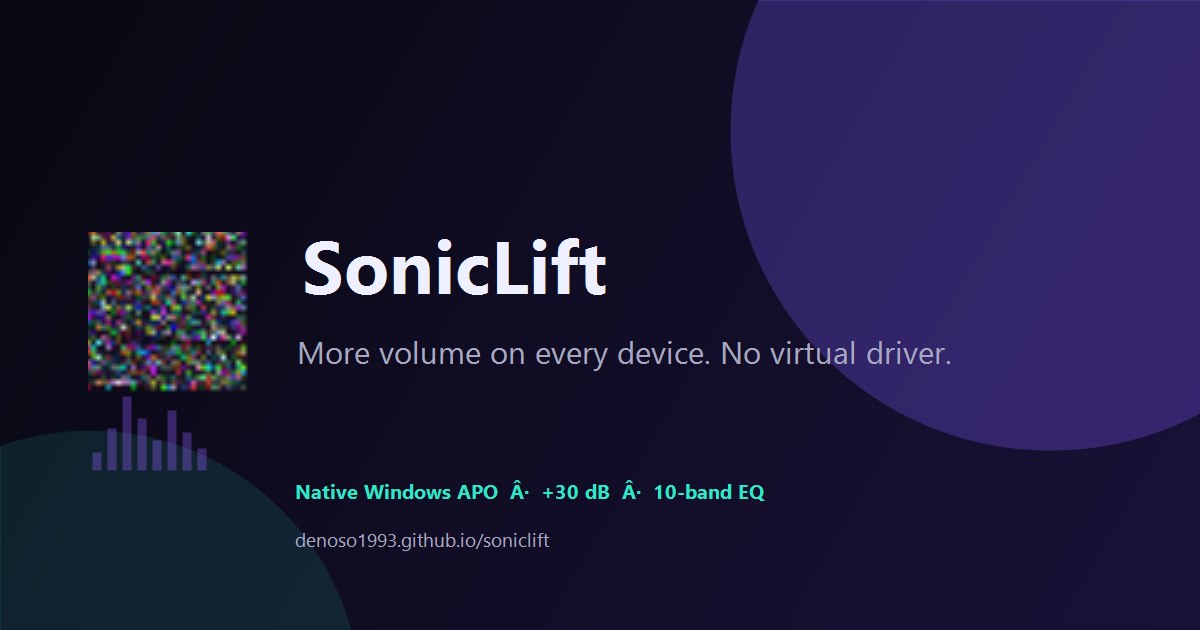 SonicLift
More volume on every device. No virtual driver.
Native Windows APO Â· +30 dB Â· 10-band EQ
denoso1993.github.io/soniclift